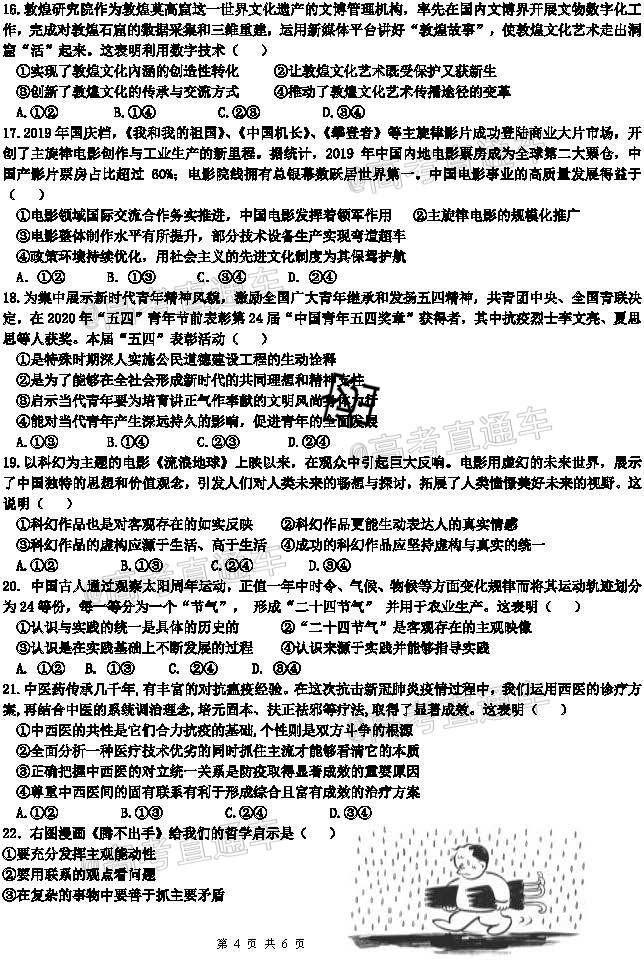 16.敦煌研究院作为敦煌莫高窟这一世界文化遗产的文博管理机构，率先在国内文博界开展文物数字化工
作，完成对敦煌石窟的数据采集和三维重建，运用新媒体平台讲好“敦煌故事”，使敦煌文化艺术走出洞
窟“活”起来。这表明利用数字技术（ ）
①实现了敦煌文化内涵的创造性转化 ②让敦煌文化艺术既受保护又获新生
③创新了敦煌文化的传承与交流方式 ④推动了敦煌文化艺术传播途径的变革
A.①② B.①④ C.②③ D.③④
17.2019年国庆档，《我和我的祖国》、《中国机长》、《攀登者》等主旋律影片成功登陆商业大片市场，开
创了主旋律电影创作与工业生产的新里程。据统计，2019 年中国内地电影票房成为全球第二大票仓，中
国产影片票房占比超过 60%；电影院线拥有总银幕数跃居世界第一。中国电影事业的高质量发展得益于
（ ）
①电影领域国际交流合作务实推进，中国电影发挥着领军作用 ②主旋律电影的规模化推广
③电影整体制作水平有所提升，部分技术设备生产实现弯道超车
④政策环境持续优化，用社会主义的先进文化制度为其保驾护航
A. ①② B. ①③ C. ③④ D. ②④
18.为集中展示新时代青年精神风貌，激励全国广大青年继承和发扬五四精神，共青团中央、全国青联决
定，在 2020 年“五四”青年节前表彰第 24 届“中国青年五四奖章”获得者，其中抗疫烈士李文亮、夏思
思等人获奖。本届“五四”表彰活动（ ）
①是特殊时期深入实施公民道德建设工程的生动诠释
②是为了能够在全社会形成新时代的共同理想和精神支柱
③启示当代青年要为培育讲正气作奉献的文明风尚身体力行
④能对当代青年产生深远持久的影响，促进青年的全面发展
A.①③ B.①④ C.②③ D.②④
19.以科幻为主题的电影《流浪地球》上映以来，在观众中引起巨大反响。电影用虚幻的未来世界，展示
了中国独特的思想和价值观念，引发人们对人类未来的畅想与探讨，拓展了人类憧憬美好未来的视野。这
说明（ ）
①科幻作品也是对客观存在的如实反映 ②科幻作品更能生动表达人的真实情感
③科幻作品的虚构应源于生活、高于生活 ④成功的科幻作品应坚持虚构与真实的统一
A.①② B.①③ C.②④ D.③④
20. 中国古人通过观察太阳周年运动，正值一年中时令、气候、物候等方面变化规律而将其运动轨迹划分
为 24 等份，每一等分为一个“节气”， 形成“二十四节气” 并用于农业生产。这表明（ ）
①认识与实践的统一是具体的历史的 ②“二十四节气”是客观存在的主观映像
③认识是在实践基础上不断发展的过程 ④认识来源于实践并能够指导实践
A. ①② B. ①③ C. ②④ D. ③④
21.中医药传承几千年,有丰富的对抗瘟疫经验。在这次抗击新冠肺炎疫情过程中，我们运用西医的诊疗方
案,再结合中医的系统调治理念,培元固本、扶正祛邪等疗法,取得了显著成效。这表明（ ）
①中西医的共性是它们合力抗疫的基础,个性则是双方斗争的根源
②全面分析一种医疗技术优劣的同时抓住主流才能够看清它的本质
③正确把握中西医的对立统一关系是防疫取得显著成效的重要原因
④尊重中西医间的固有联系有利于形成综合且富有成效的治疗方案
A.①② B.①③ C.②④ D.③④
22. 右图漫画《腾不出手》给我们的哲学启示是（ ）
①要充分发挥主观能动性
②要用联系的观点看问题
③在复杂的事物中要善于抓主要矛盾
第 4 页 共 6 页
@高考直通车
@高考直通车
@高考直通车
@高考直通车